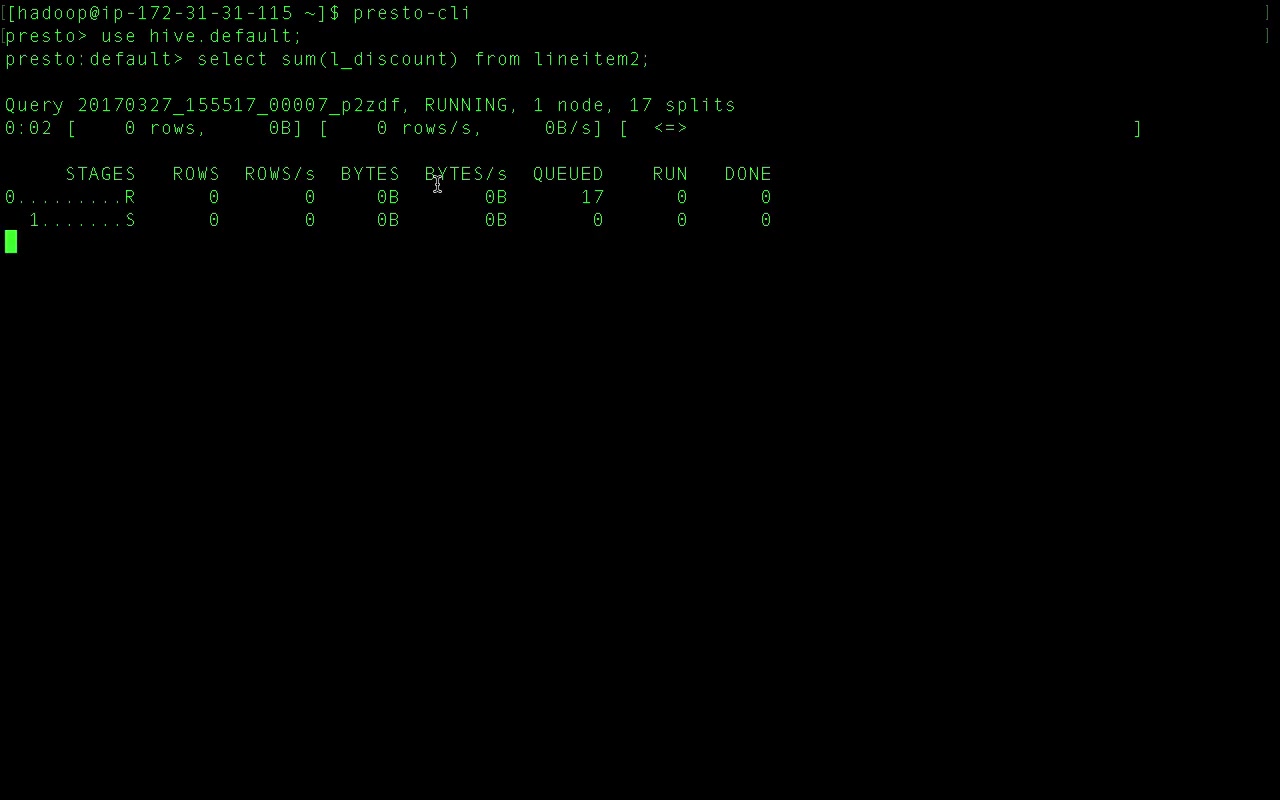 [[hadoop@ip-172-31-31-115 ~]$ presto-cli ]
[presto> use hive.default; ]
presto:default> select sum(l_discount) from lineitem2;
Query 20170327_155517_00007_p2zdf, RUNNING, 1 node, 17 splits
0:02 [    0 rows,     0B] [    0 rows/s,     0B/s] [  <=>                                     ]
     STAGES   ROWS  ROWS/s  BYTES  BYTES/s  QUEUED    RUN   DONE
0.........R      0       0     0B       0B      17      0      0
  1.......S      0       0     0B       0B       0      0      0